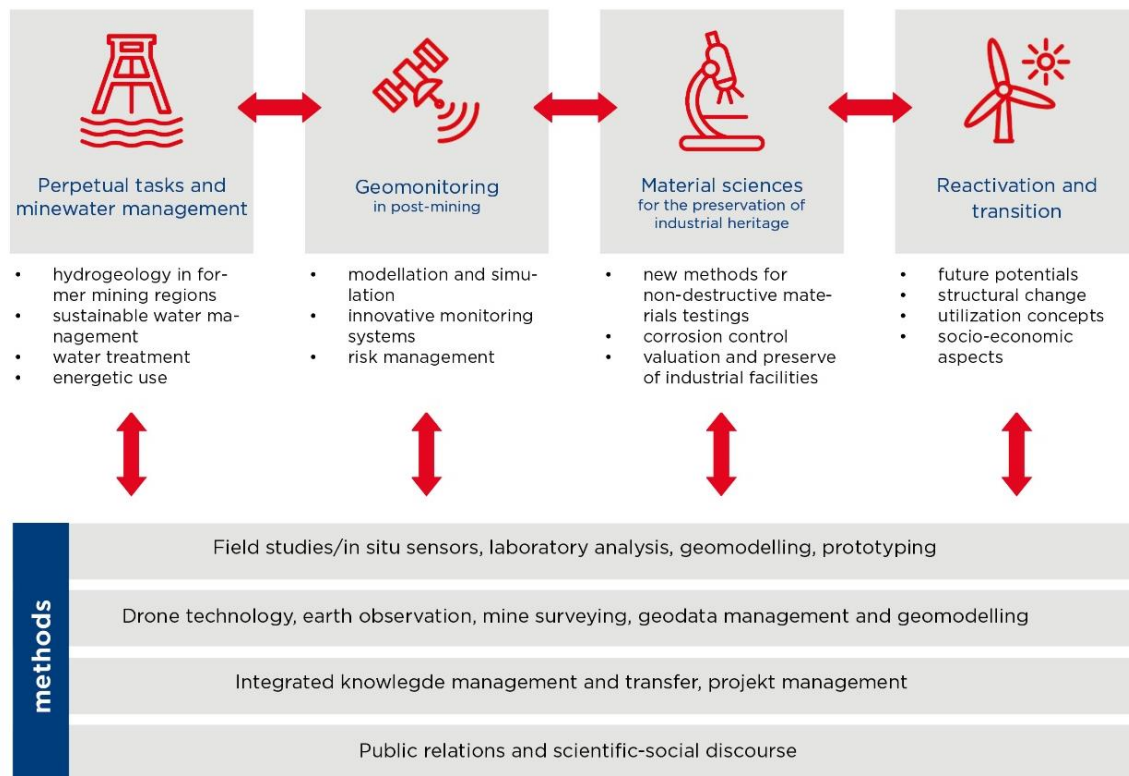 Perpetual tasks and
minewater management
• hydrogeology in for-
mer mining regions
• sustainable water ma-
nagement
• water treatment
• energetic use
Geomonitoring
in post-mining
• modellation and simu-
lation
• innovative monitoring
systems
• risk management
Material sciences
for the preservation of
industrial heritage
• new methods for
non-destructive mate-
rials testings
• corrosion control
• valuation and preserve
of industrial facilities
Reactivation and
transition
• future potentials
• structural change
• utilization concepts
• socio-economic
aspects
methods
Field studies/in situ sensors, laboratory analysis, geomodelling, prototyping
Drone technology, earth observation, mine surveying, geodata management and geomodelling
Integrated knowlegde management and transfer, projekt management
Public relations and scientific-social discourse